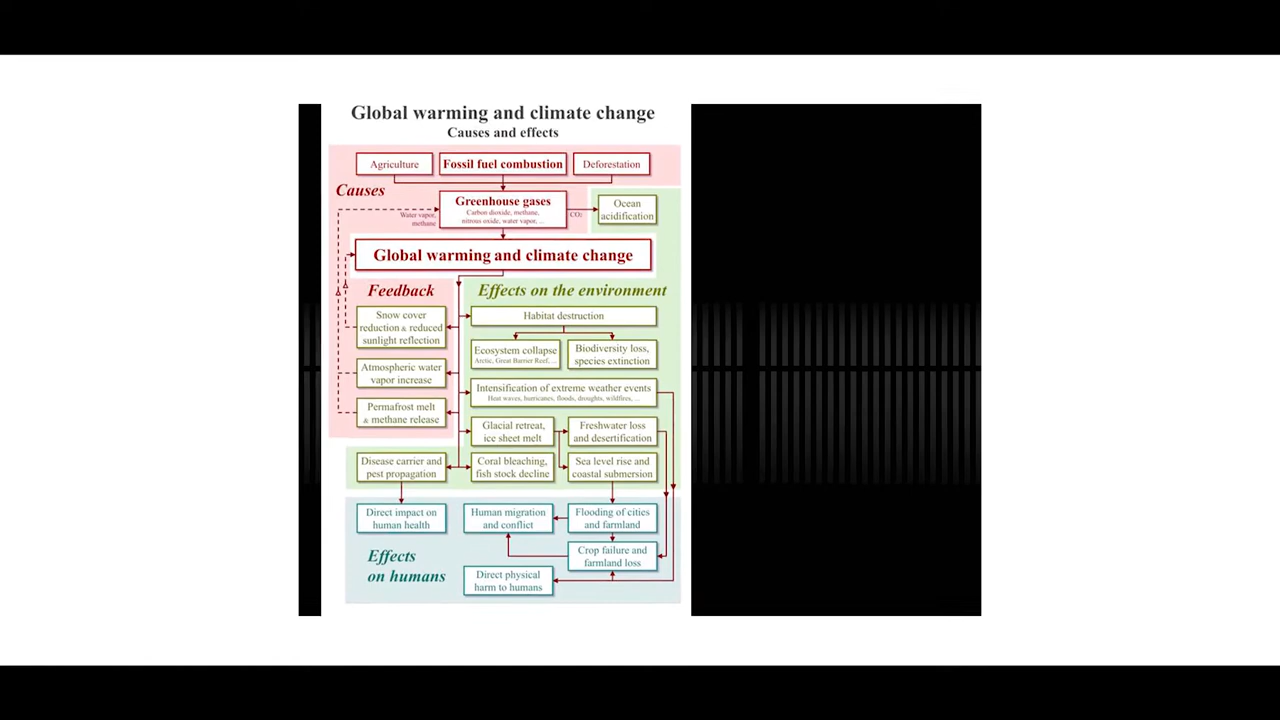 Global warming and climate change
Causes and effects
Agriculture
Fossil fuel combustion
Deforestation
Causes
Greenhouse gases
Carbon dioxide, methane,
nitrous oxide, water vapor, ...
Water vapor,
methane
CO₂
Ocean
acidification
Global warming and climate change
Feedback
Effects on the environment
Snow cover
reduction & reduced
sunlight reflection
Atmospheric water
vapor increase
Permafrost melt
& methane release
Habitat destruction
Ecosystem collapse
Arctic, Great Barrier Reef, ...
Biodiversity loss,
species extinction
Intensification of extreme weather events
Heat waves, hurricanes, floods, droughts, wildfires, ...
Glacial retreat,
ice sheet melt
Freshwater loss
and desertification
Disease carrier and
pest propagation
Coral bleaching,
fish stock decline
Sea level rise and
coastal submersion
Direct impact on
human health
Human migration
and conflict
Flooding of cities
and farmland
Effects
on humans
Crop failure and
farmland loss
Direct physical
harm to humans